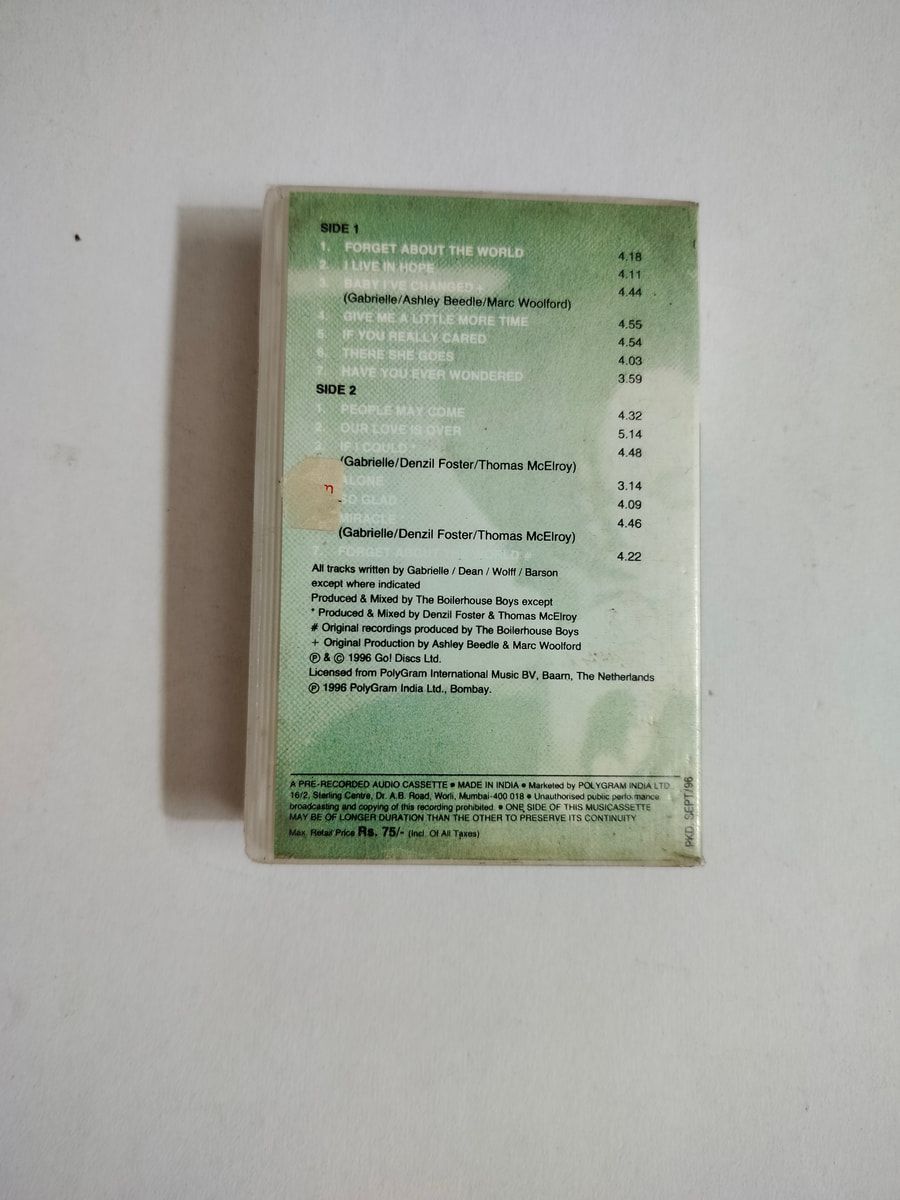 SIDE 1
1. FORGET ABOUT THE WORLD 4.18
2. I LIVE IN HOPE 4.11
3. BABY I'VE CHANGED + 4.44
(Gabrielle/Ashley Beedle/Marc Woolford)
4. GIVE ME A LITTLE MORE TIME 4.55
5. IF YOU REALLY CARED 4.54
6. THERE SHE GOES 4.03
7. HAVE YOU EVER WONDERED 3.59
SIDE 2
1. PEOPLE MAY COME 4.32
2. OUR LOVE IS OVER 5.14
3. IF I COULD * 4.48
(Gabrielle/Denzil Foster/Thomas McElroy)
ALONE 3.14
SO GLAD 4.09
MIRACLE 4.46
(Gabrielle/Denzil Foster/Thomas McElroy)
7. FORGET ABOUT THE WORLD # 4.22
All tracks written by Gabrielle / Dean / Wolff / Barson
except where indicated
Produced & Mixed by The Boilerhouse Boys except
* Produced & Mixed by Denzil Foster & Thomas McElroy
# Original recordings produced by The Boilerhouse Boys
+ Original Production by Ashley Beedle & Marc Woolford
℗ & © 1996 Go! Discs Ltd.
Licensed from PolyGram International Music BV, Baarn, The Netherlands
℗ 1996 PolyGram India Ltd., Bombay.
A PRE-RECORDED AUDIO CASSETTE ● MADE IN INDIA ● Marketed by POLYGRAM INDIA LTD
16/2, Sterling Centre, Dr. A.B. Road, Worli, Mumbai-400 018 ● Unauthorised public performance
broadcasting and copying of this recording prohibited. ● ONE SIDE OF THIS MUSICASSETTE
MAY BE OF LONGER DURATION THAN THE OTHER TO PRESERVE ITS CONTINUITY
Max. Retail Price Rs. 75/- (Incl. Of All Taxes)
PKD. SEPT/96